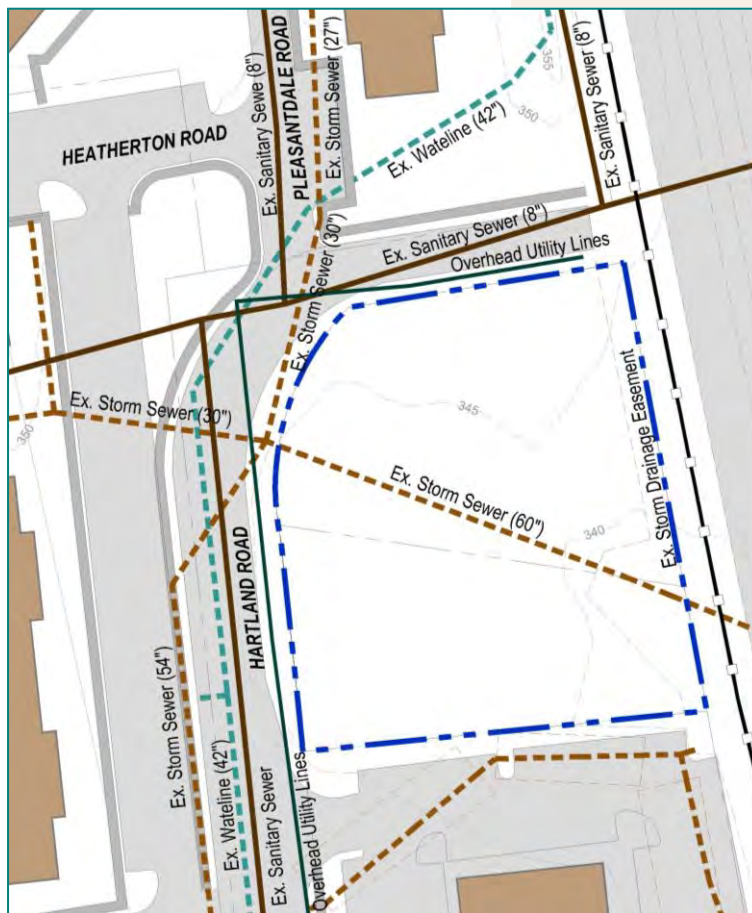 HEATHERTON ROAD
Ex. Sanitary Sewe (8")
PLEASANTDALE ROAD
Ex. Storm Sewer (27")
Ex. Wateline (42")
355
350
Ex. Sanitary Sewer (8")
Ex. Sanitary Sewer (8")
Overhead Utility Lines
Ex. Storm Sewer (30")
345
Ex. Storm Drainage Easement
Ex. Storm Sewer (30")
350
Ex. Storm Sewer (60")
340
HARTLAND ROAD
Ex. Storm Sewer (54")
Ex. Wateline (42")
Ex. Sanitary Sewer
Overhead Utility Lines